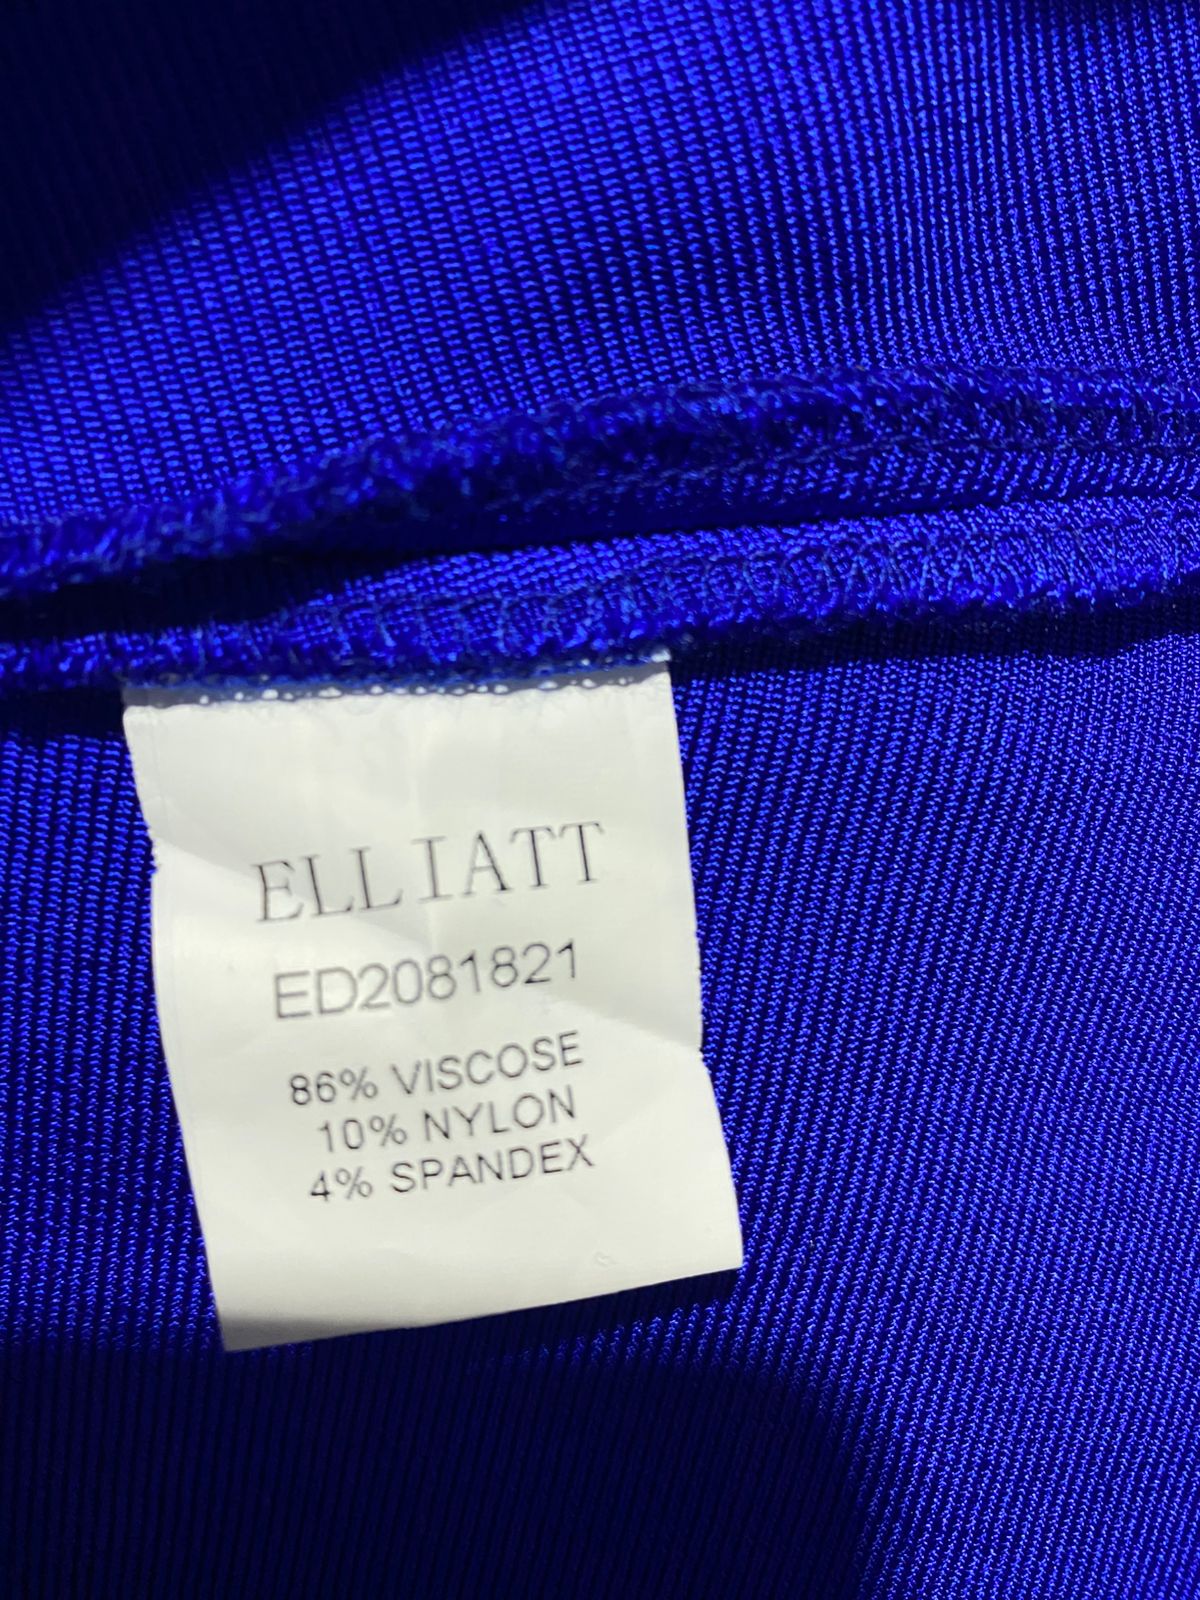 ELLIATT
ED2081821
86% VISCOSE
10% NYLON
4% SPANDEX